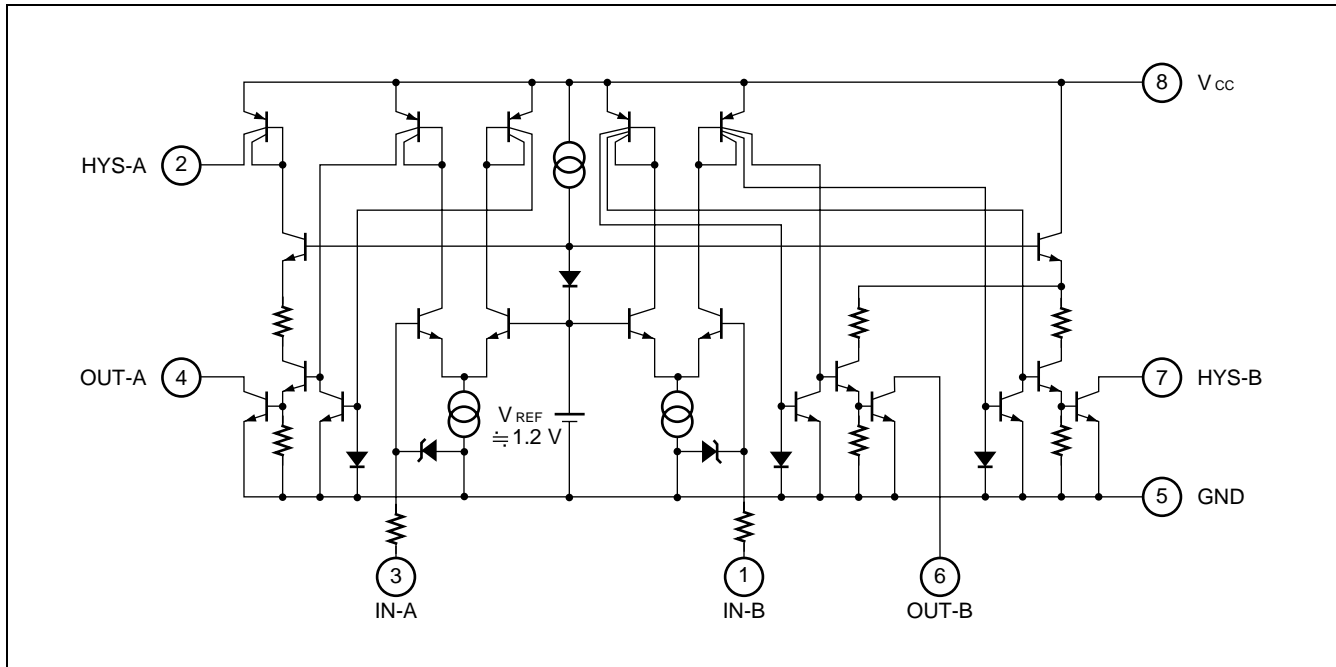 8 VCC
HYS-A 2
OUT-A 4
7 HYS-B
VREF
≒1.2 V
5 GND
3
IN-A
1
IN-B
6
OUT-B